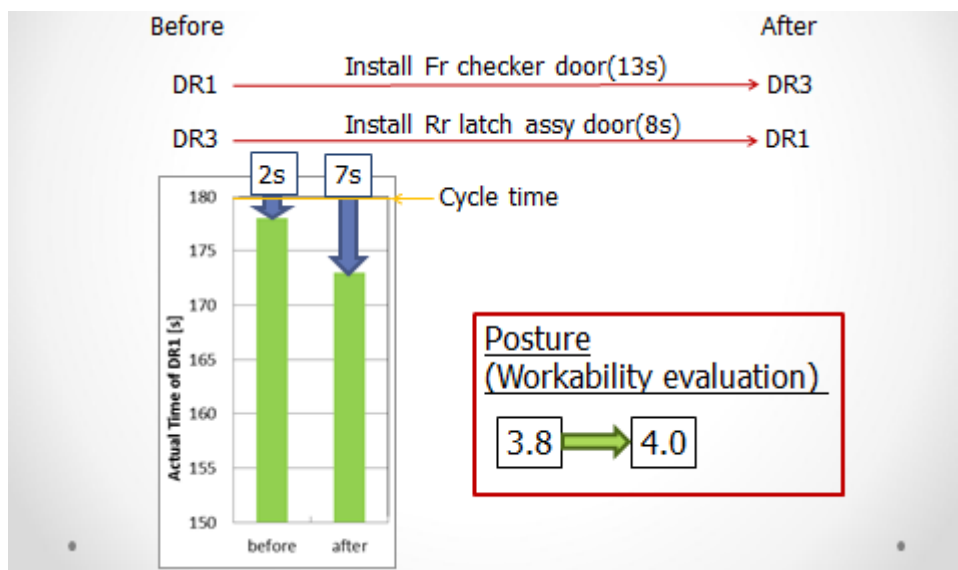 Before
After
DR1
Install Fr checker door(13s)
DR3
DR3
Install Rr latch assy door(8s)
DR1
2s
7s
Cycle time
180
175
170
165
160
155
150
Actual Time of DR1 [s]
before
after
Posture
(Workability evaluation)
3.8
4.0